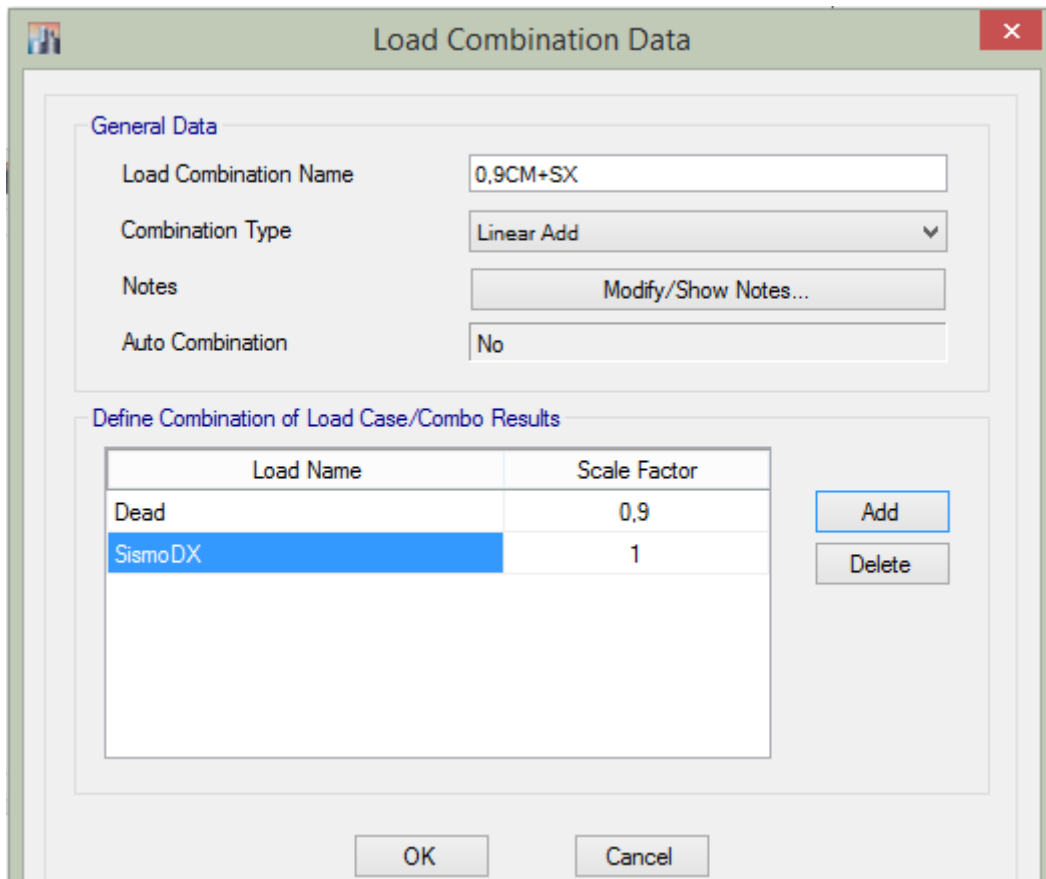 Load Combination Data
General Data
Load Combination Name 0,9CM+SX
Combination Type Linear Add
Notes Modify/Show Notes...
Auto Combination No
Define Combination of Load Case/Combo Results
Load Name Scale Factor
Dead 0,9 Add
SismoDX 1 Delete
OK Cancel